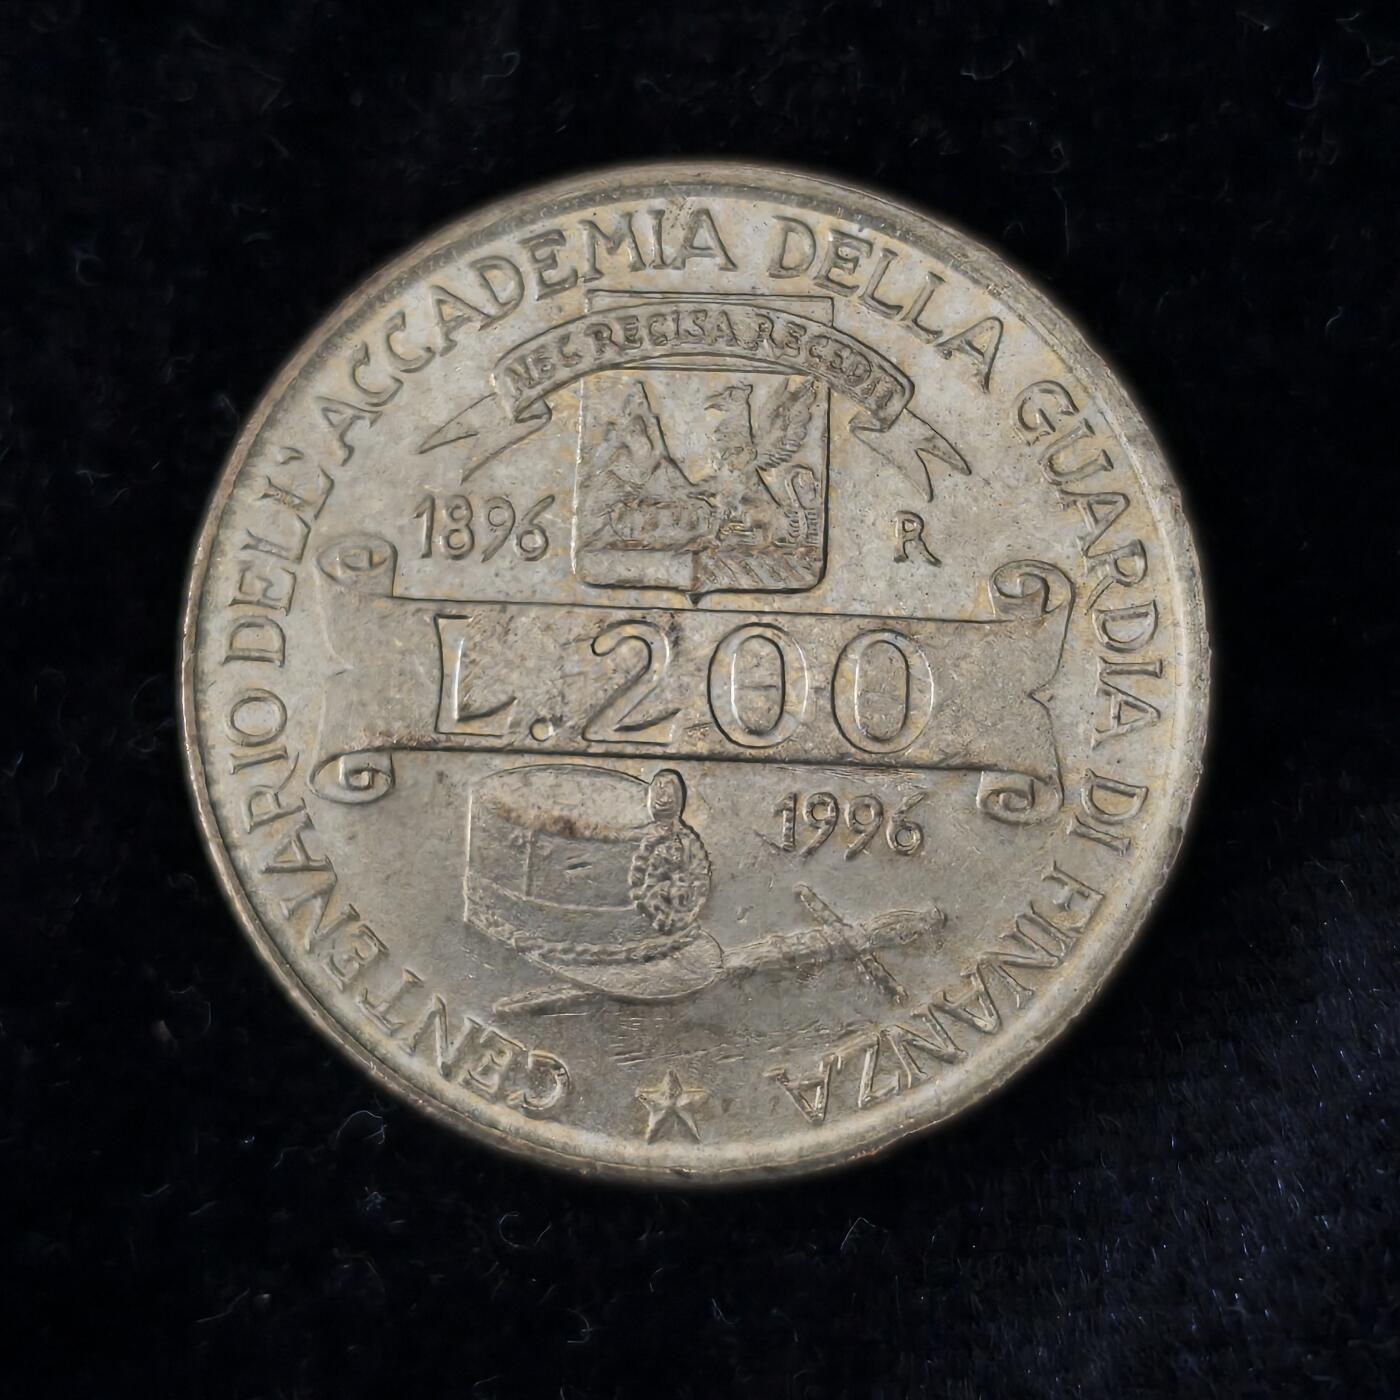 CENTENARIO DELL'ACCADEMIA DELLA GUARDIA DI FINANZA
NEC RECISA RECEDIT
1896
R
L.200
1996